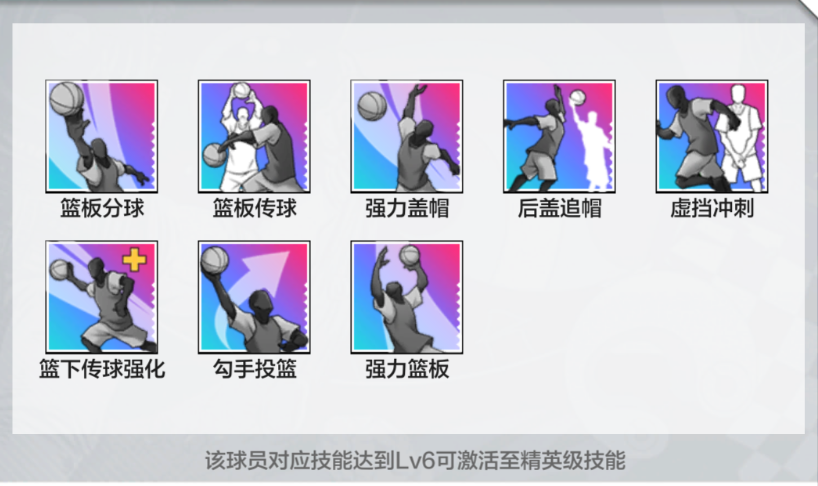 篮板分球
篮板传球
强力盖帽
后盖追帽
虚挡冲刺
篮下传球强化
勾手投篮
强力篮板
该球员对应技能达到Lv6可激活至精英级技能